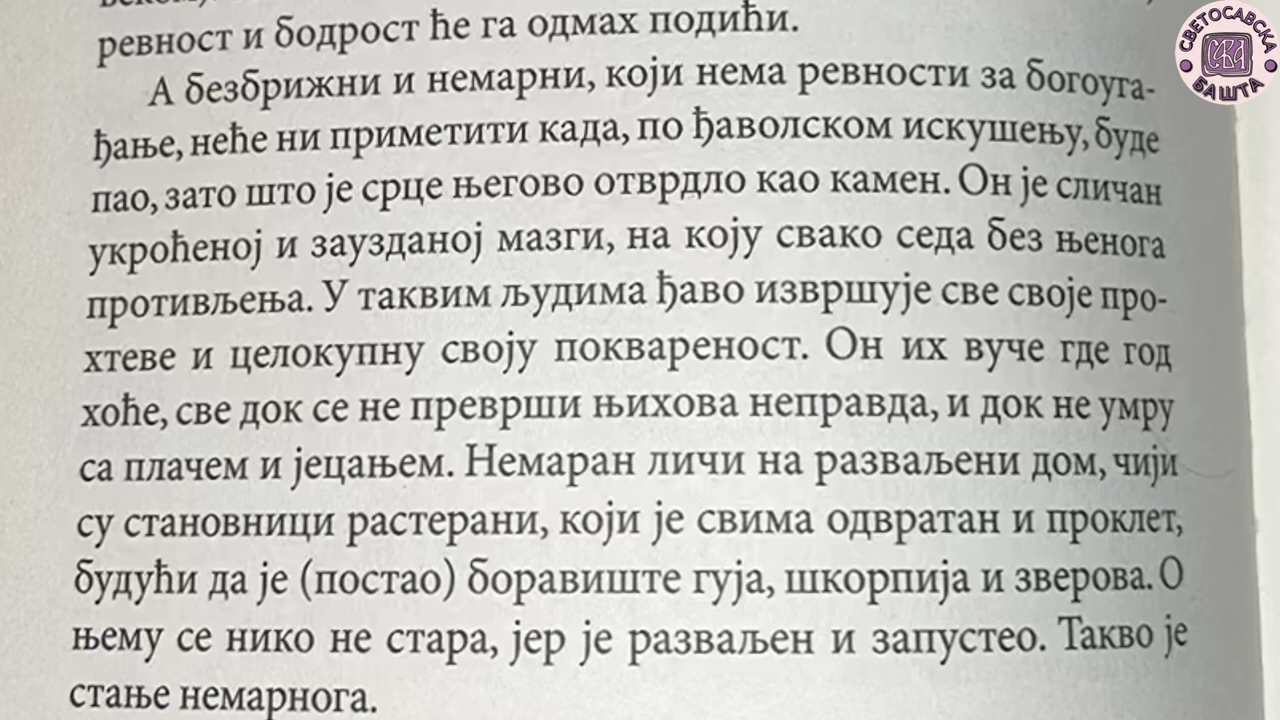 ревност и бодрост ће га одмах подићи.
А безбрижни и немарни, који нема ревности за богоуга-
ђање, неће ни приметити када, по ђаволском искушењу, буде
пао, зато што је срце његово отврдло као камен. Он је сличан
укроћеној и заузданој мазги, на коју свако седа без њенога
противљења. У таквим људима ђаво извршује све своје про-
хтеве и целокупну своју поквареност. Он их вуче где год
хоће, све док се не преврши њихова неправда, и док не умру
са плачем и јецањем. Немаран личи на разваљени дом, чији
су становници растерани, који је свима одвратан и проклет,
будући да је (постао) боравиште гуја, шкорпија и зверова. О
њему се нико не стара, јер је разваљен и запустео. Такво је
стање немарнога.
СВЕТОСАВСКА
СВА
БАШТА